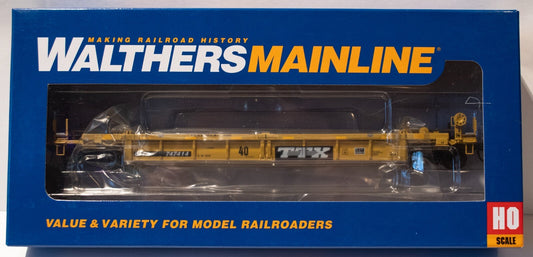 MAKING RAILROAD HISTORY
WALTHERSMAINLINE®
40
TTX
VALUE & VARIETY FOR MODEL RAILROADERS
HO
SCALE